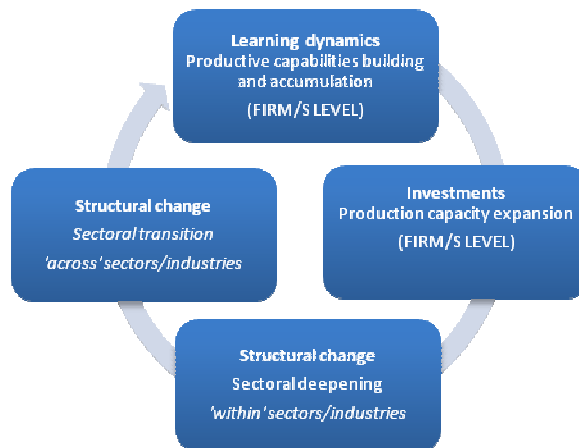 Learning dynamics
Productive capabilities building
and accumulation
(FIRM/S LEVEL)
Investments
Production capacity expansion
(FIRM/S LEVEL)
Structural change
Sectoral deepening
'within' sectors/industries
Structural change
Sectoral transition
'across' sectors/industries